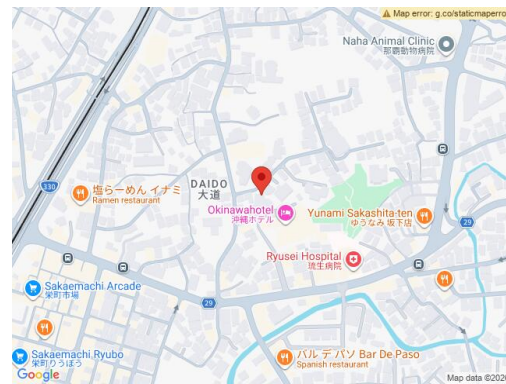 Map error: g.co/staticmaperro
Naha Animal Clinic
那覇動物病院
330
塩らーめん イナミ
Ramen restaurant
DAIDO
大道
Okinawahotel
沖縄ホテル
Yunami Sakashita-ten
ゆうなみ 坂下店
29
Ryusei Hospital
琉生病院
Sakaemachi Arcade
栄町市場
29
Sakaemachi Ryubo
栄町りうぼう
バル デ パソ Bar De Paso
Spanish restaurant
Google
Map data ©2026